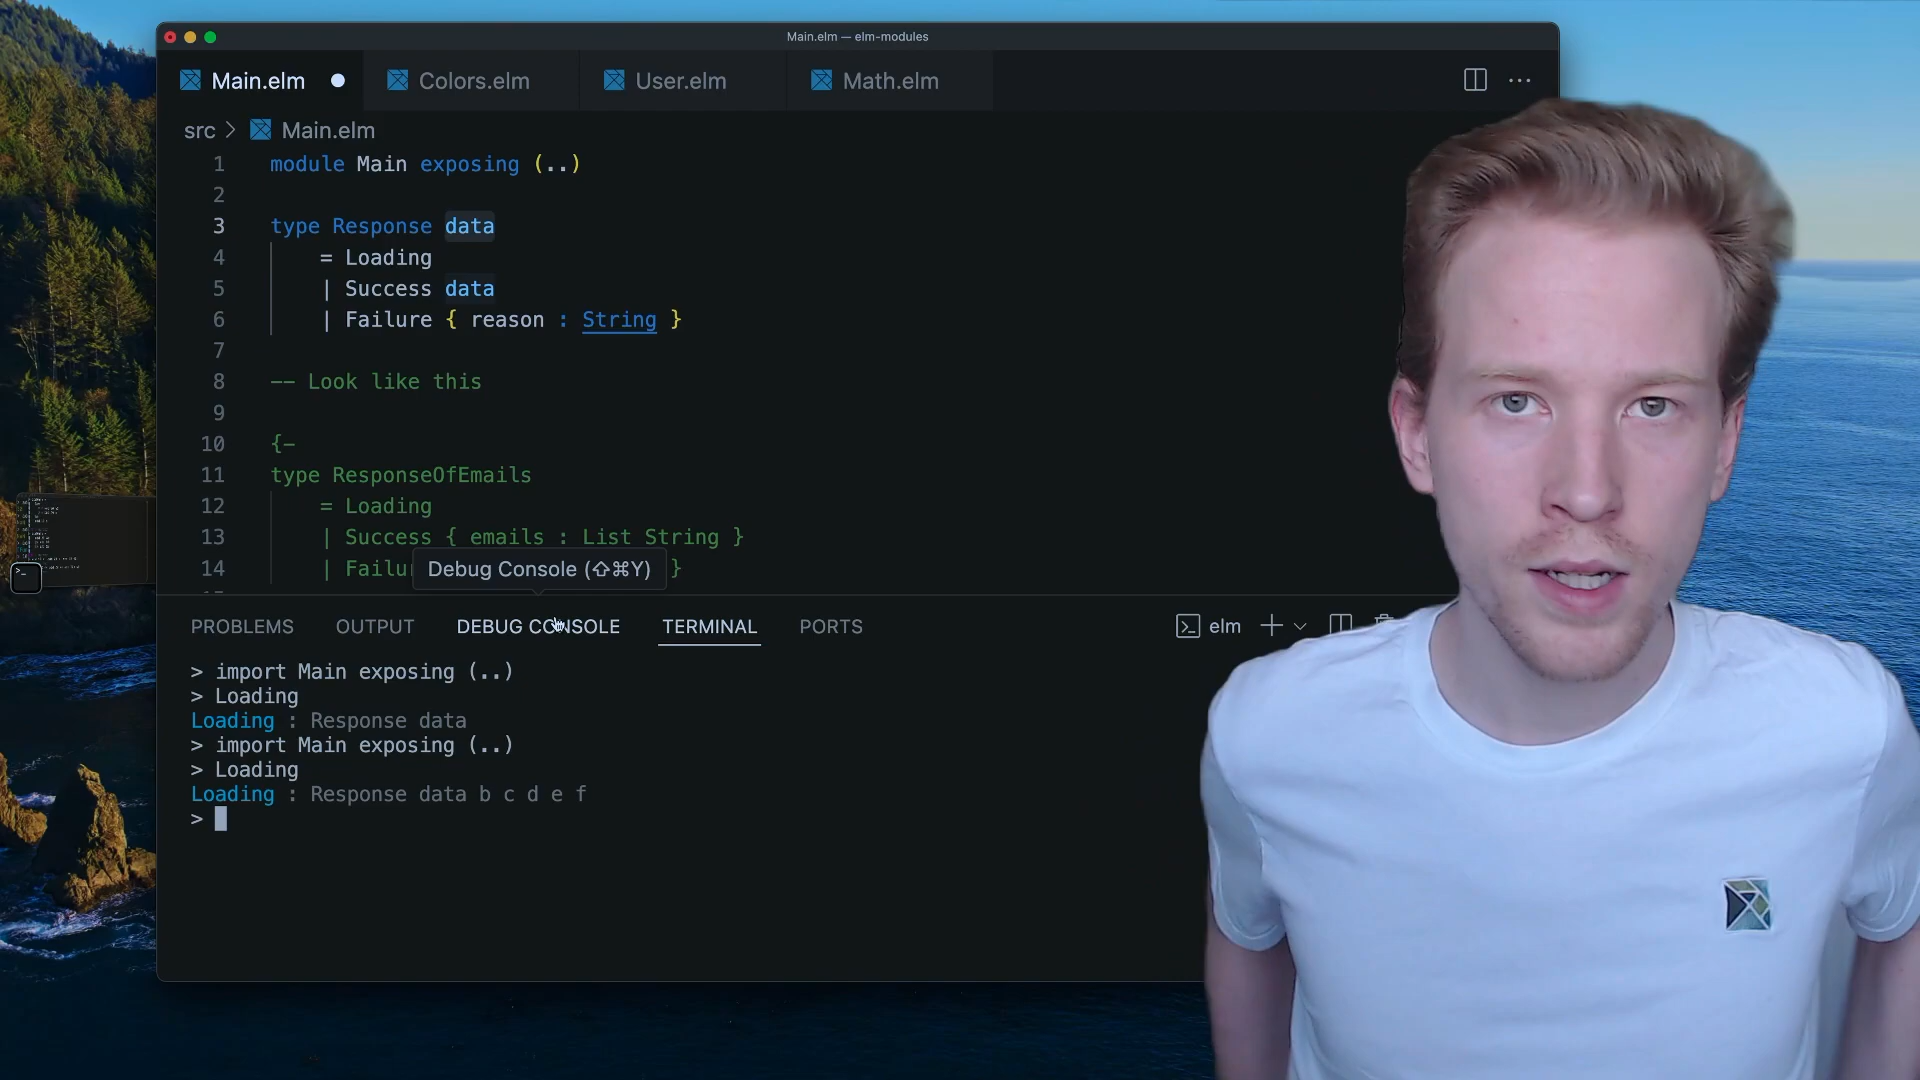 Main.elm — elm-modules
Main.elm
Colors.elm
User.elm
Math.elm
src > Main.elm
1 module Main exposing (..)
2
3 type Response data
4 = Loading
5 | Success data
6 | Failure { reason : String }
7
8 -- Look like this
9
10 {-
11 type ResponseOfEmails
12 = Loading
13 | Success { emails : List String }
14 | Failur }
Debug Console (⇧⌘Y)
PROBLEMS OUTPUT DEBUG CONSOLE TERMINAL PORTS
elm
> import Main exposing (..)
> Loading
Loading : Response data
> import Main exposing (..)
> Loading
Loading : Response data b c d e f
>